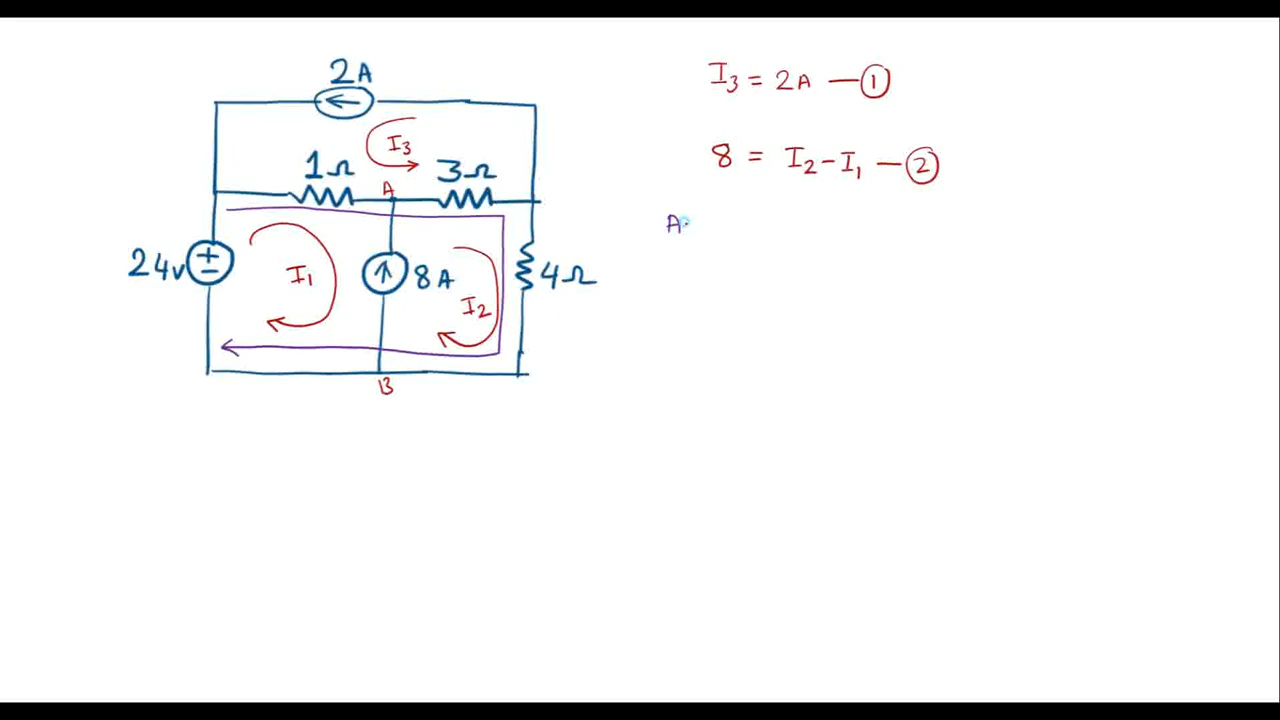 2A
I₃ = 2A — ①
I₃
8 = I₂ - I₁ — ②
1Ω
3Ω
A
A
24v
+
−
I₁
8A
I₂
4Ω
B